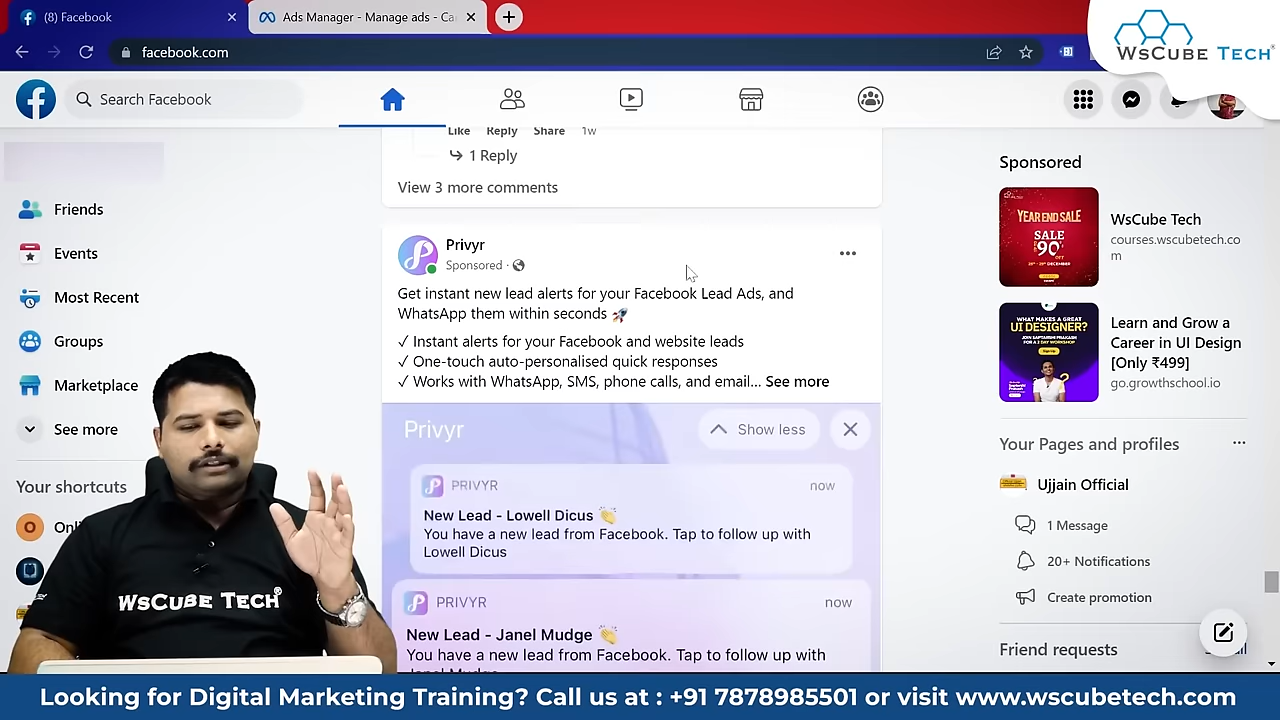 (8) Facebook
Ads Manager - Manage ads - Ca
facebook.com
WsCube Tech
Search Facebook
Like Reply Share 1w
1 Reply
View 3 more comments
Friends
Events
Most Recent
Groups
Marketplace
See more
Your shortcuts
O
Privyr
Sponsored ·
Get instant new lead alerts for your Facebook Lead Ads, and
WhatsApp them within seconds 🚀
✓ Instant alerts for your Facebook and website leads
✓ One-touch auto-personalised quick responses
✓ Works with WhatsApp, SMS, phone calls, and email... See more
Privyr
Show less
PRIVYR now
New Lead - Lowell Dicus 👏
You have a new lead from Facebook. Tap to follow up with
Lowell Dicus
PRIVYR now
New Lead - Janel Mudge 👏
You have a new lead from Facebook. Tap to follow up with
Sponsored
YEAR END SALE
SALE
90%
WsCube Tech
courses.wscubetech.co
m
WHAT MAKES A GREAT
UI DESIGNER?
Learn and Grow a
Career in UI Design
[Only ₹499]
go.growthschool.io
Your Pages and profiles
Ujjain Official
1 Message
20+ Notifications
Create promotion
Friend requests
WsCube Tech
Looking for Digital Marketing Training? Call us at : +91 7878985501 or visit www.wscubetech.com